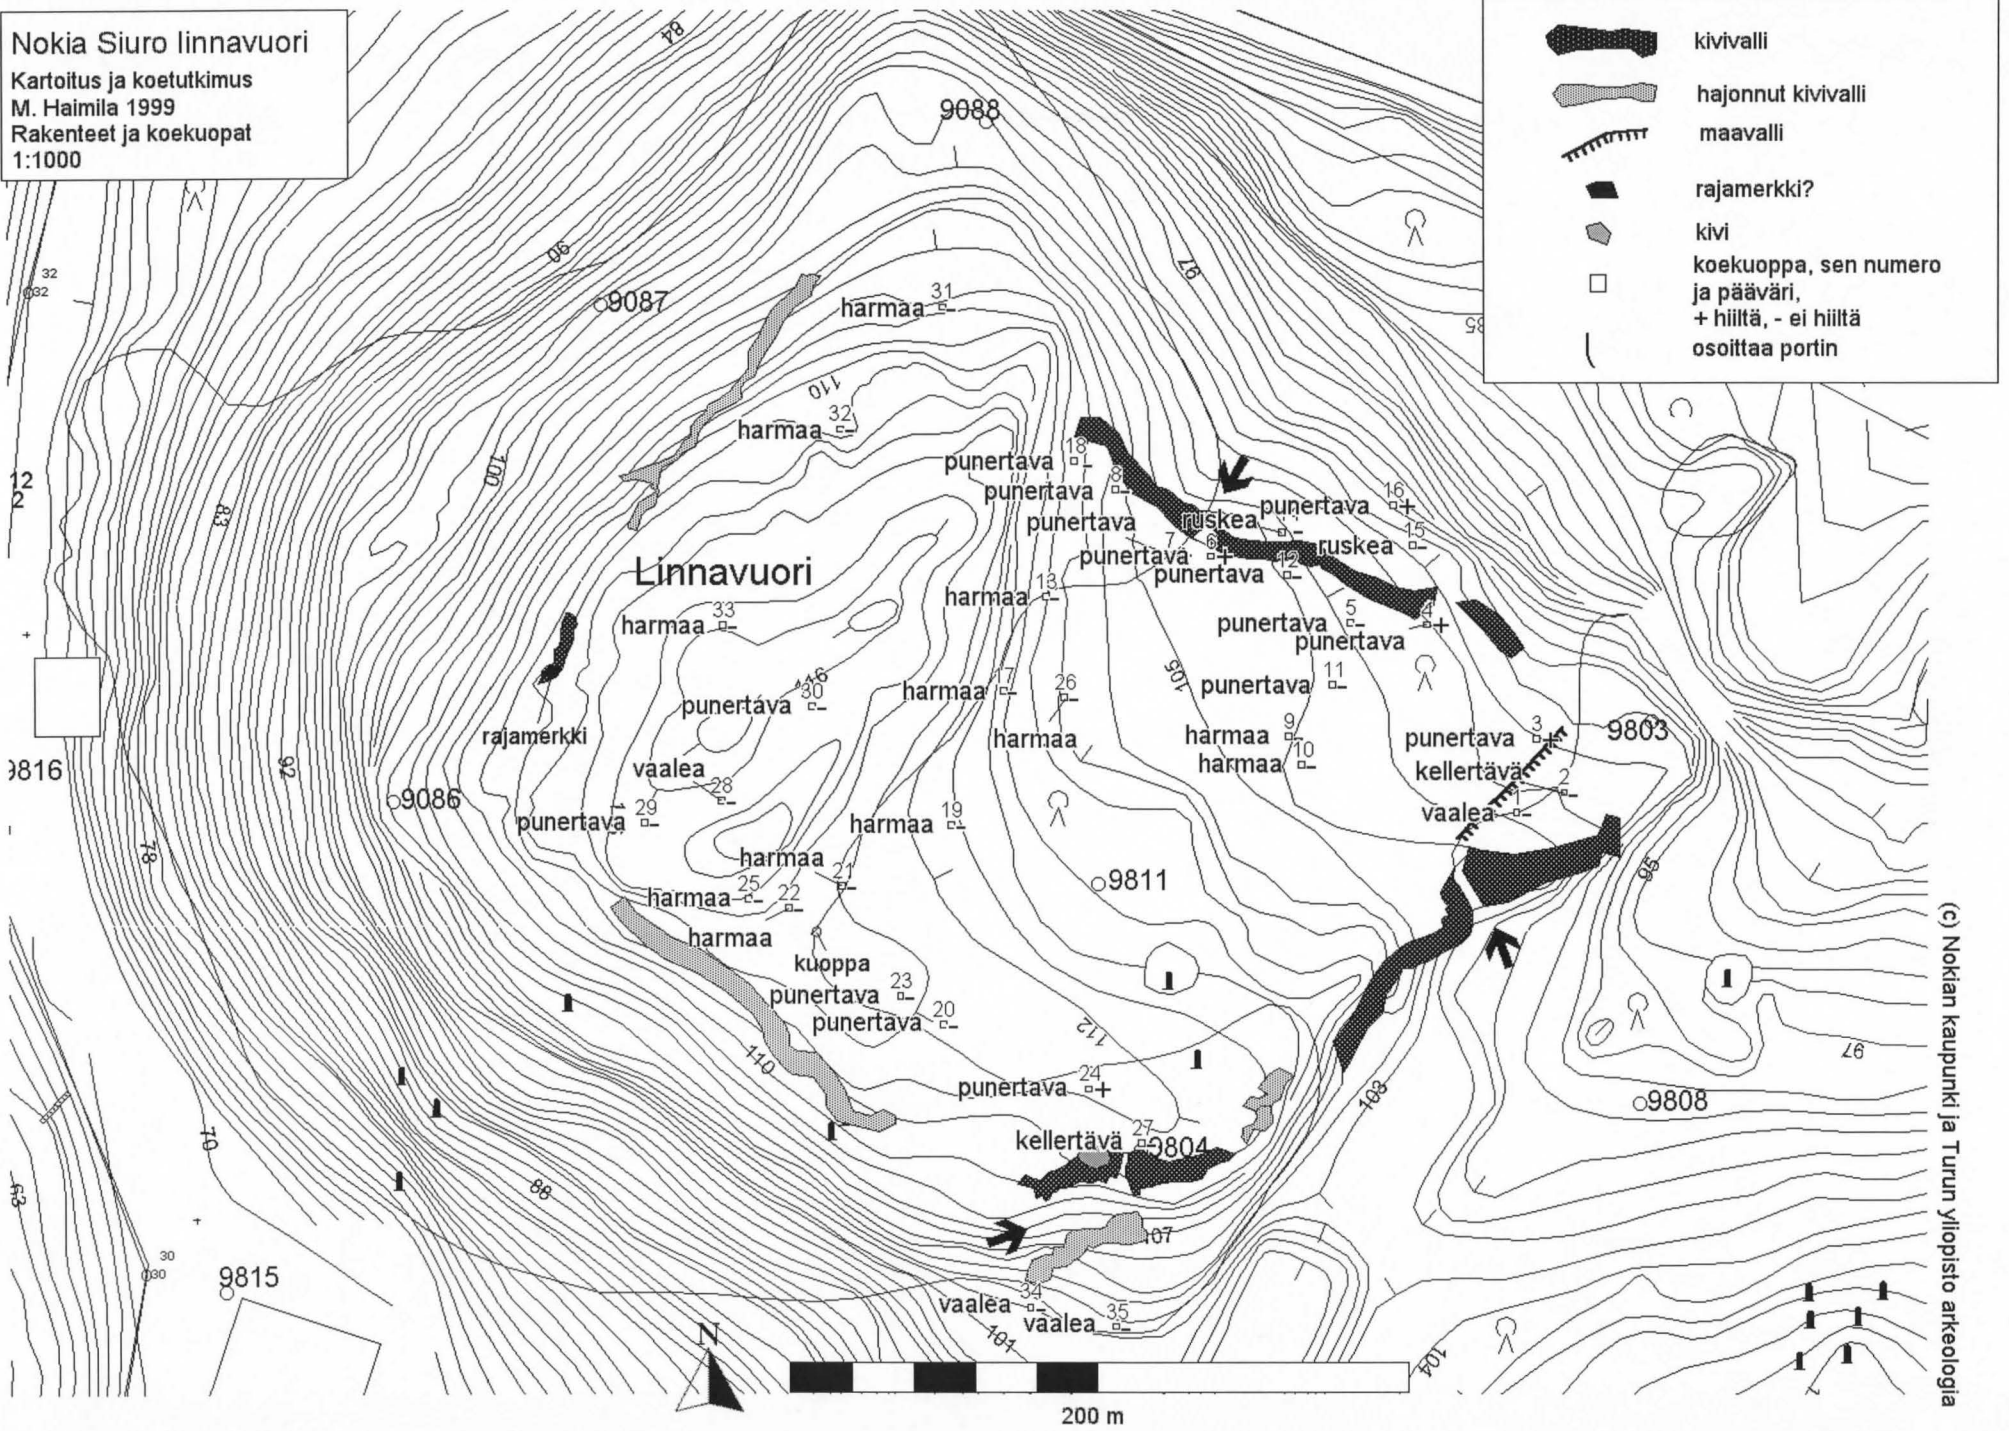 Nokia Siuro linnavuori
Kartoitus ja koetutkimus
M. Haimila 1999
Rakenteet ja koekuopat
1:1000
kivivalli
hajonnut kivivalli
maavalli
rajamerkki?
kivi
koekuoppa, sen numero
ja pääväri,
+ hiiltä, - ei hiiltä
osoittaa portin
84
9088
90
97
32
32
9087
85
harmaa 31
110
harmaa 32
100
12
2
83
punertava 18
punertava 8
punertava 7
ruskea
punertava 16
ruskea 15
punertava 6
punertava 12
Linnavuori
harmaa 13
harmaa 33
punertava 5
punertava 4
105
harmaa 17
26
punertava 11
punertava 30
rajamerkki
harmaa
harmaa 9
harmaa 10
punertava 3
9803
kellertävä 2
vaalea 1
92
9816
vaalea 28
9086
punertava 29
harmaa 19
78
harmaa 21
harmaa 25
22
9811
95
harmaa
kuoppa
punertava 23
punertava 20
112
110
97
punertava 24
103
9808
70
kellertävä 27
9804
88
63
107
30
30
9815
vaalea 34
vaalea 35
101
104
N
200 m
(c) Nokian kaupunki ja Turun yliopisto arkeologia